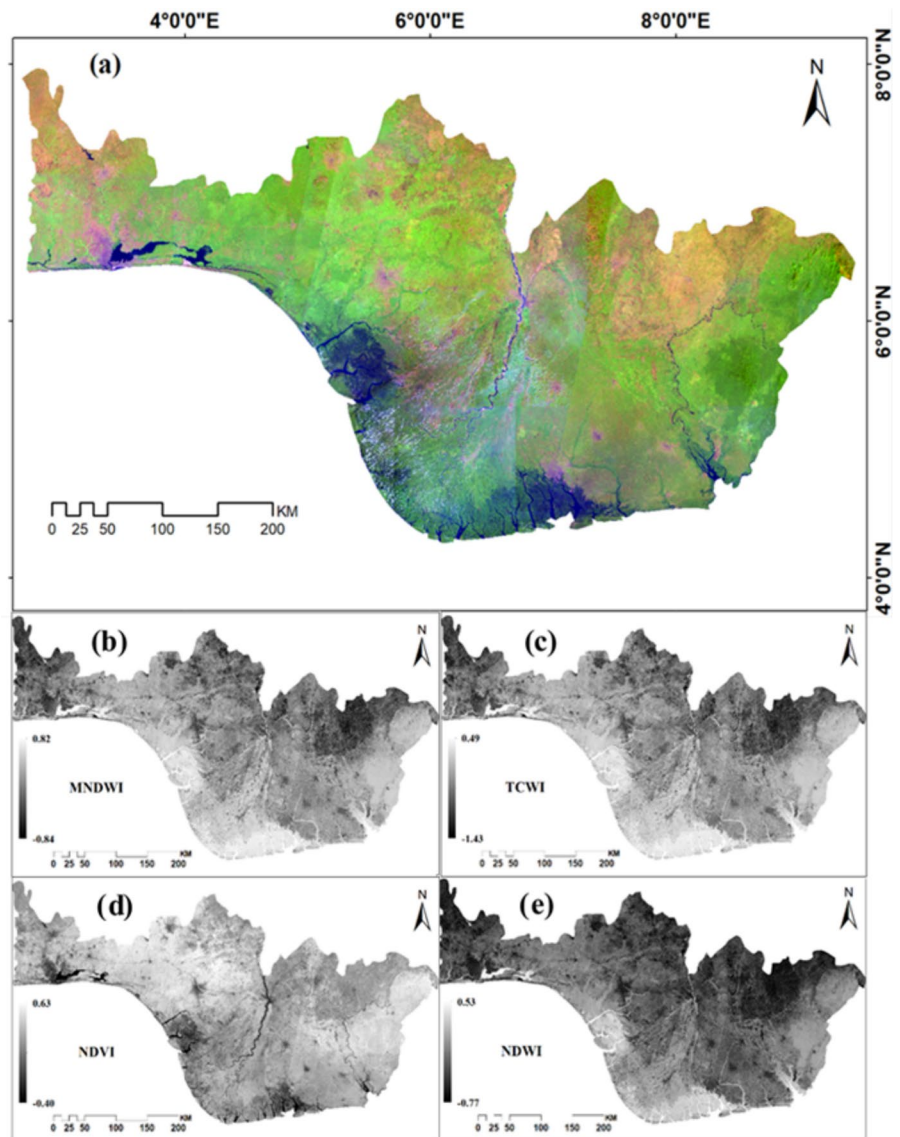 4°0'0"E 6°0'0"E 8°0'0"E
(a)
N
8°0'0"N
6°0'0"N
4°0'0"N
KM
0 25 50 100 150 200
(b)
N
0.82
MNDWI
-0.84
KM
0 25 50 100 150 200
(c)
N
0.49
TCWI
-1.43
KM
0 25 50 100 150 200
(d)
N
0.63
NDVI
-0.40
KM
0 25 50 100 150 200
(e)
N
0.53
NDWI
-0.77
KM
0 25 50 100 150 200